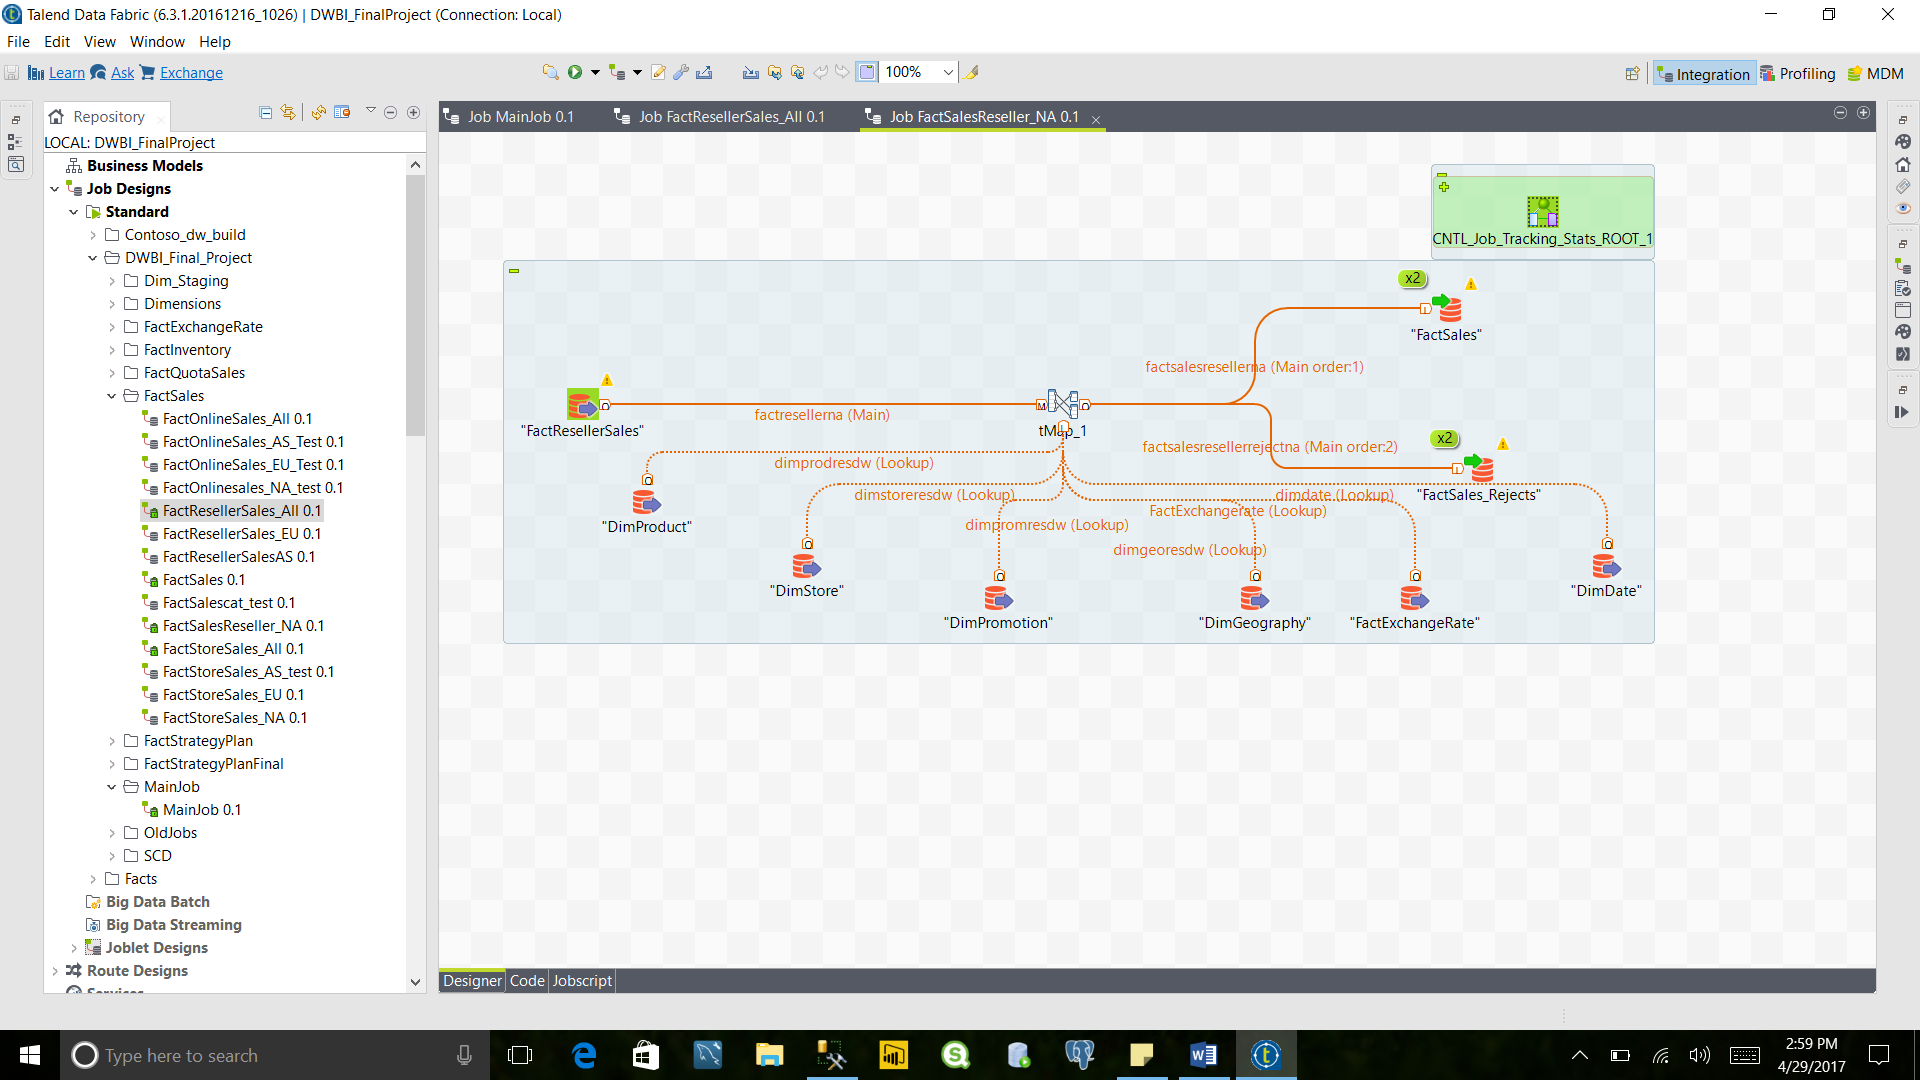 Talend Data Fabric (6.3.1.20161216_1026) | DWBI_FinalProject (Connection: Local)
File Edit View Window Help
Learn Ask Exchange
100%
Integration Profiling MDM
Repository
LOCAL: DWBI_FinalProject
Business Models
Job Designs
Standard
Contoso_dw_build
DWBI_Final_Project
Dim_Staging
Dimensions
FactExchangeRate
FactInventory
FactQuotaSales
FactSales
FactOnlineSales_All 0.1
FactOnlineSales_AS_Test 0.1
FactOnlineSales_EU_Test 0.1
FactOnlinesales_NA_test 0.1
FactResellerSales_All 0.1
FactResellerSales_EU 0.1
FactResellerSalesAS 0.1
FactSales 0.1
FactSalescat_test 0.1
FactSalesReseller_NA 0.1
FactStoreSales_All 0.1
FactStoreSales_AS_test 0.1
FactStoreSales_EU 0.1
FactStoreSales_NA 0.1
FactStrategyPlan
FactStrategyPlanFinal
MainJob
MainJob 0.1
OldJobs
SCD
Facts
Big Data Batch
Big Data Streaming
Joblet Designs
Route Designs
Services
Job MainJob 0.1
Job FactResellerSales_All 0.1
Job FactSalesReseller_NA 0.1
CNTL_Job_Tracking_Stats_ROOT_1
x2
"FactSales"
factsalesresellerna (Main order:1)
"FactResellerSales"
factresellerna (Main)
tMap_1
factsalesresellerrejectna (Main order:2)
x2
"FactSales_Rejects"
dimprodresdw (Lookup)
dimstoreresdw (Lookup)
dimdate (Lookup)
FactExchangerate (Lookup)
dimpromresdw (Lookup)
dimgeoresdw (Lookup)
"DimProduct"
"DimStore"
"DimPromotion"
"DimGeography"
"FactExchangeRate"
"DimDate"
Designer Code Jobscript
Type here to search
2:59 PM
4/29/2017